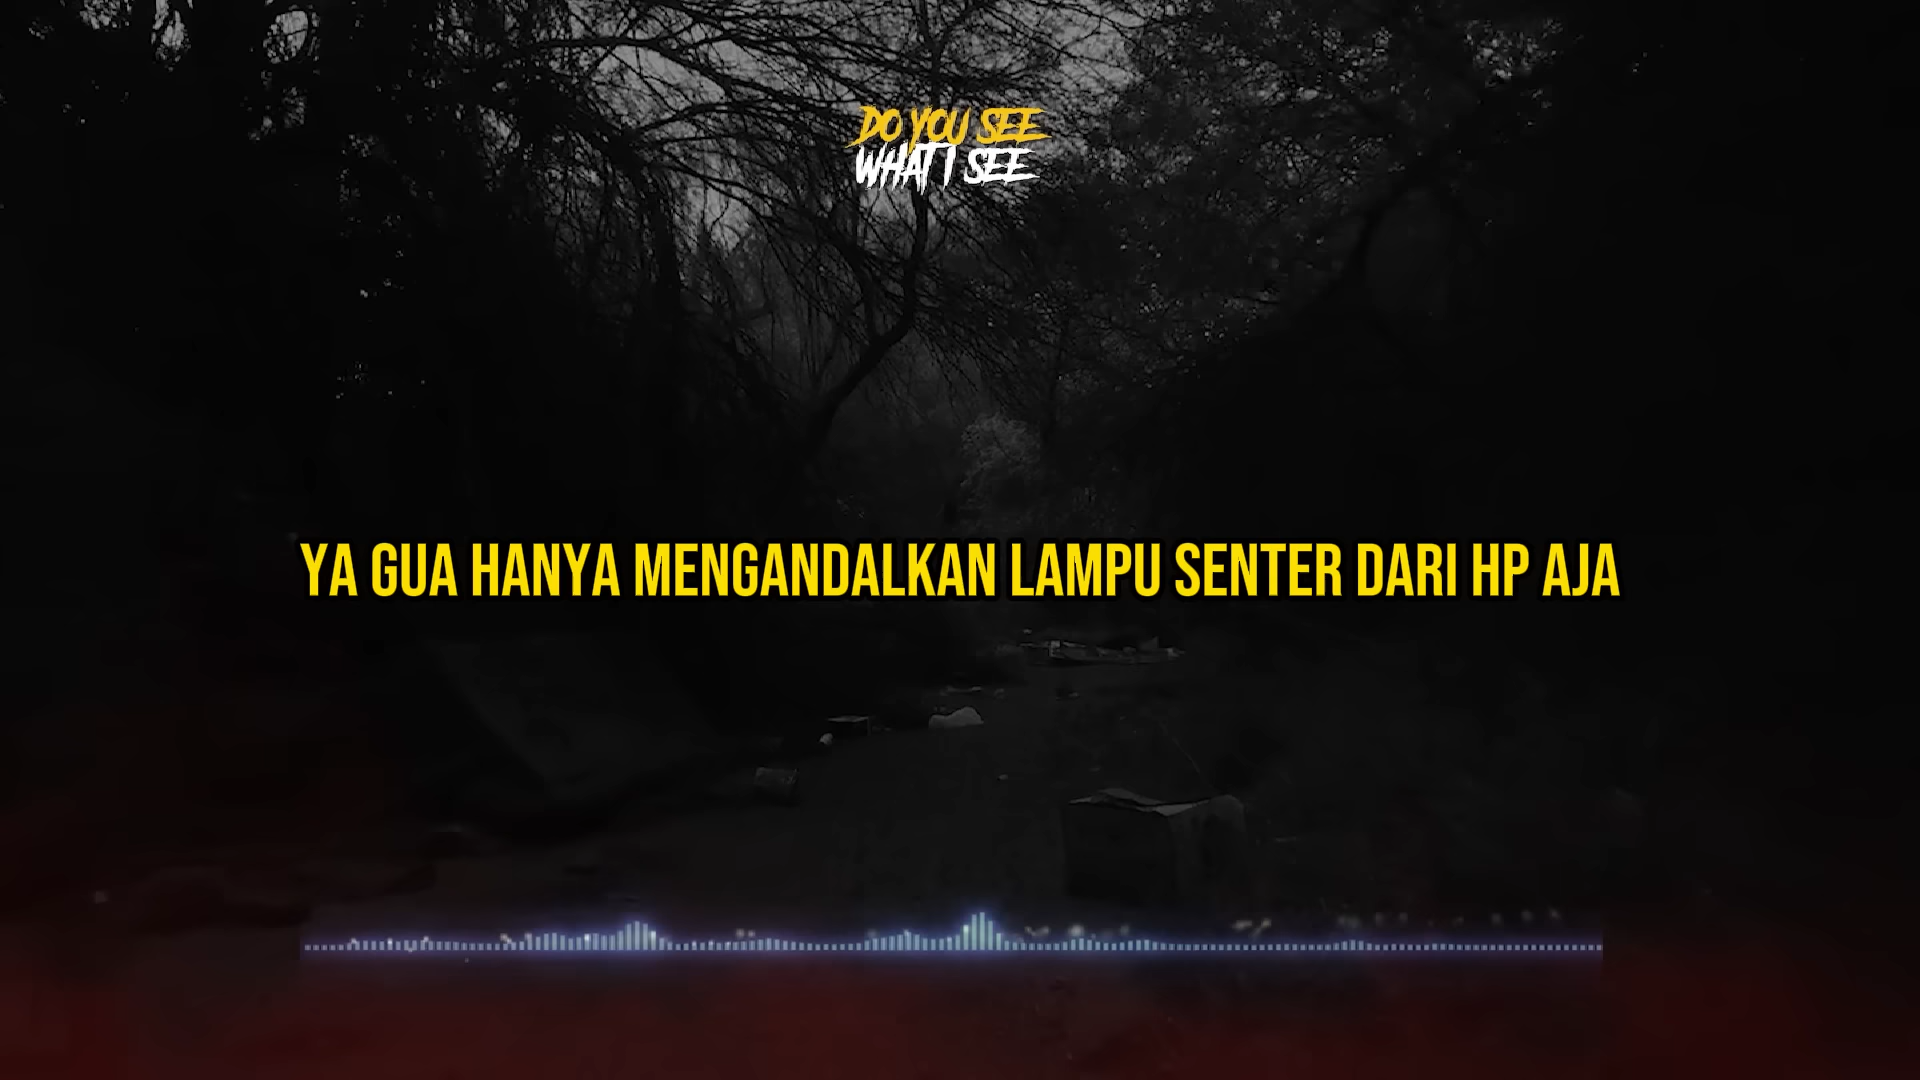 DO YOU SEE
WHAT I SEE
YA GUA HANYA MENGANDALKAN LAMPU SENTER DARI HP AJA